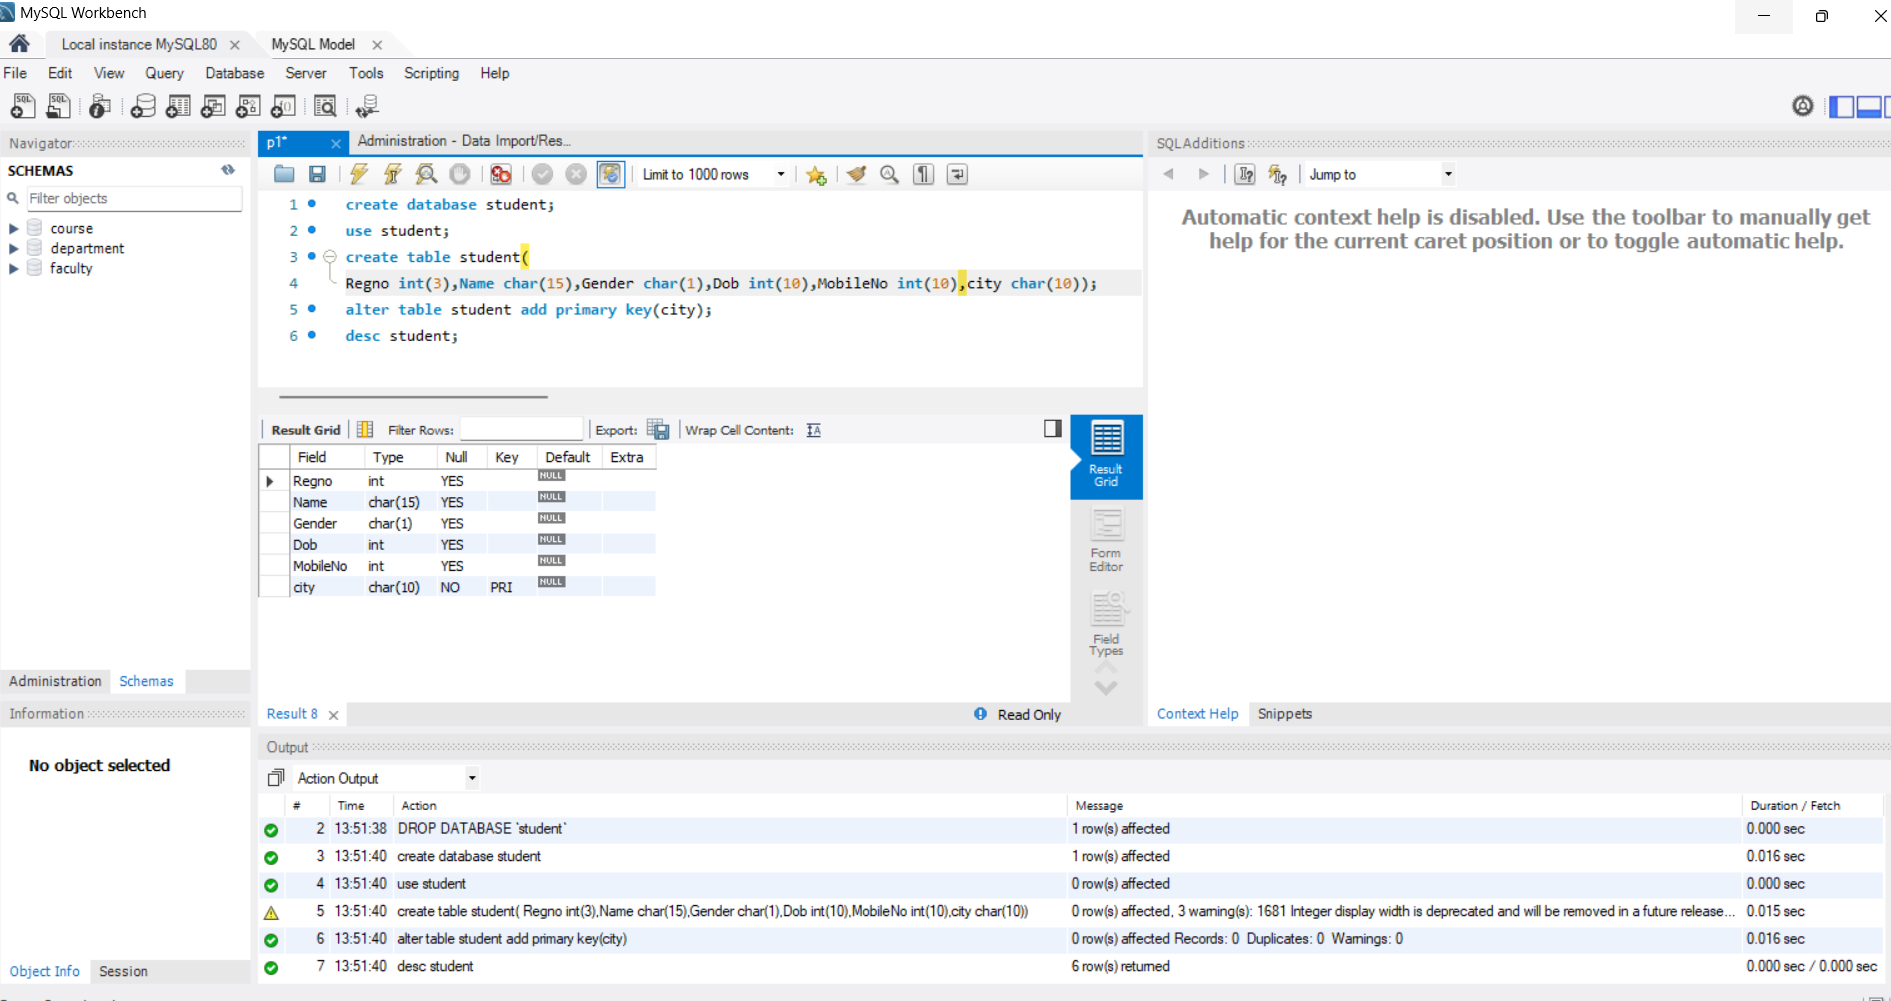 MySQL Workbench
Local instance MySQL80
MySQL Model
File Edit View Query Database Server Tools Scripting Help
Navigator
SCHEMAS
Filter objects
course
department
faculty
Administration Schemas
Information
No object selected
Object Info Session
p1*
Administration - Data Import/Res...
Limit to 1000 rows
1 create database student;
2 use student;
3 create table student(
4 Regno int(3),Name char(15),Gender char(1),Dob int(10),MobileNo int(10),city char(10));
5 alter table student add primary key(city);
6 desc student;
Result Grid Filter Rows: Export: Wrap Cell Content:
Field Type Null Key Default Extra
Regno int YES NULL
Name char(15) YES NULL
Gender char(1) YES NULL
Dob int YES NULL
MobileNo int YES NULL
city char(10) NO PRI NULL
Result
Grid
Form
Editor
Field
Types
Result 8
Read Only
SQLAdditions
Jump to
Automatic context help is disabled. Use the toolbar to manually get
help for the current caret position or to toggle automatic help.
Context Help Snippets
Output
Action Output
# Time Action Message Duration / Fetch
2 13:51:38 DROP DATABASE `student` 1 row(s) affected 0.000 sec
3 13:51:40 create database student 1 row(s) affected 0.016 sec
4 13:51:40 use student 0 row(s) affected 0.000 sec
5 13:51:40 create table student( Regno int(3),Name char(15),Gender char(1),Dob int(10),MobileNo int(10),city char(10)) 0 row(s) affected, 3 warning(s): 1681 Integer display width is deprecated and will be removed in a future release... 0.015 sec
6 13:51:40 alter table student add primary key(city) 0 row(s) affected Records: 0 Duplicates: 0 Warnings: 0 0.016 sec
7 13:51:40 desc student 6 row(s) returned 0.000 sec / 0.000 sec